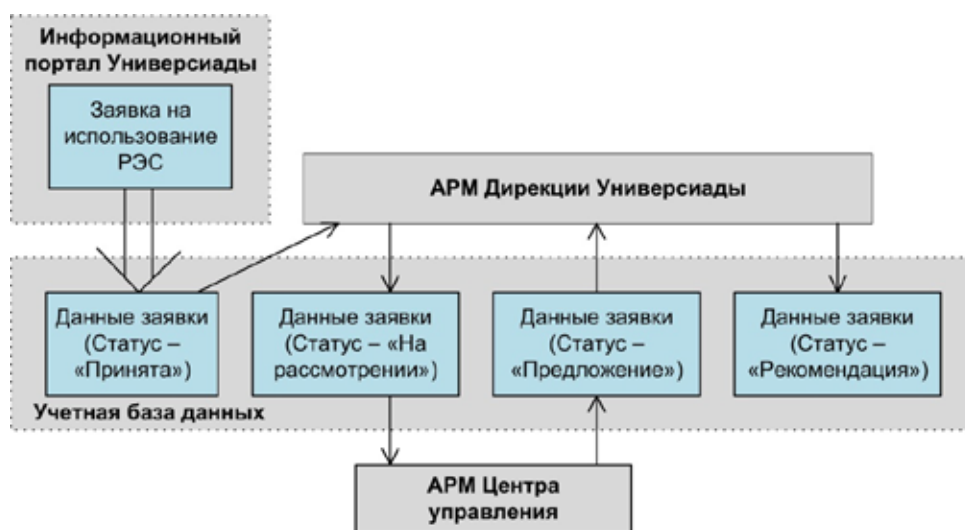 Информационный
портал Универсиады
Заявка на
использование
РЭС
АРМ Дирекции Универсиады
Данные заявки
(Статус –
«Принята»)
Данные заявки
(Статус – «На
рассмотрении»)
Данные заявки
(Статус –
«Предложение»)
Данные заявки
(Статус –
«Рекомендация»)
Учетная база данных
АРМ Центра
управления